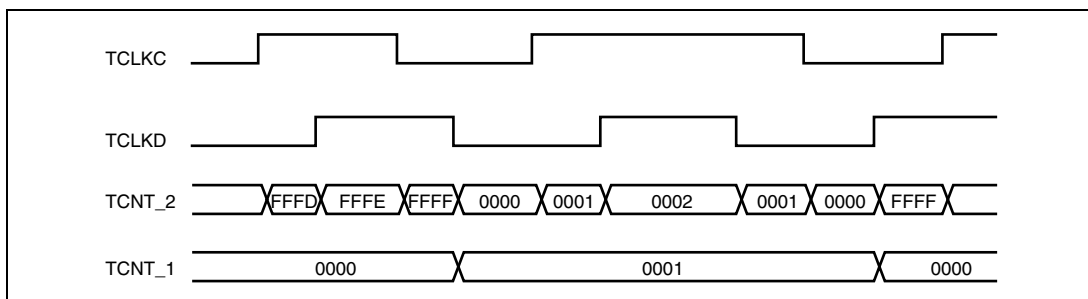 TCLKC
TCLKD
TCNT_2 FFFD FFFE FFFF 0000 0001 0002 0001 0000 FFFF
TCNT_1 0000 0001 0000